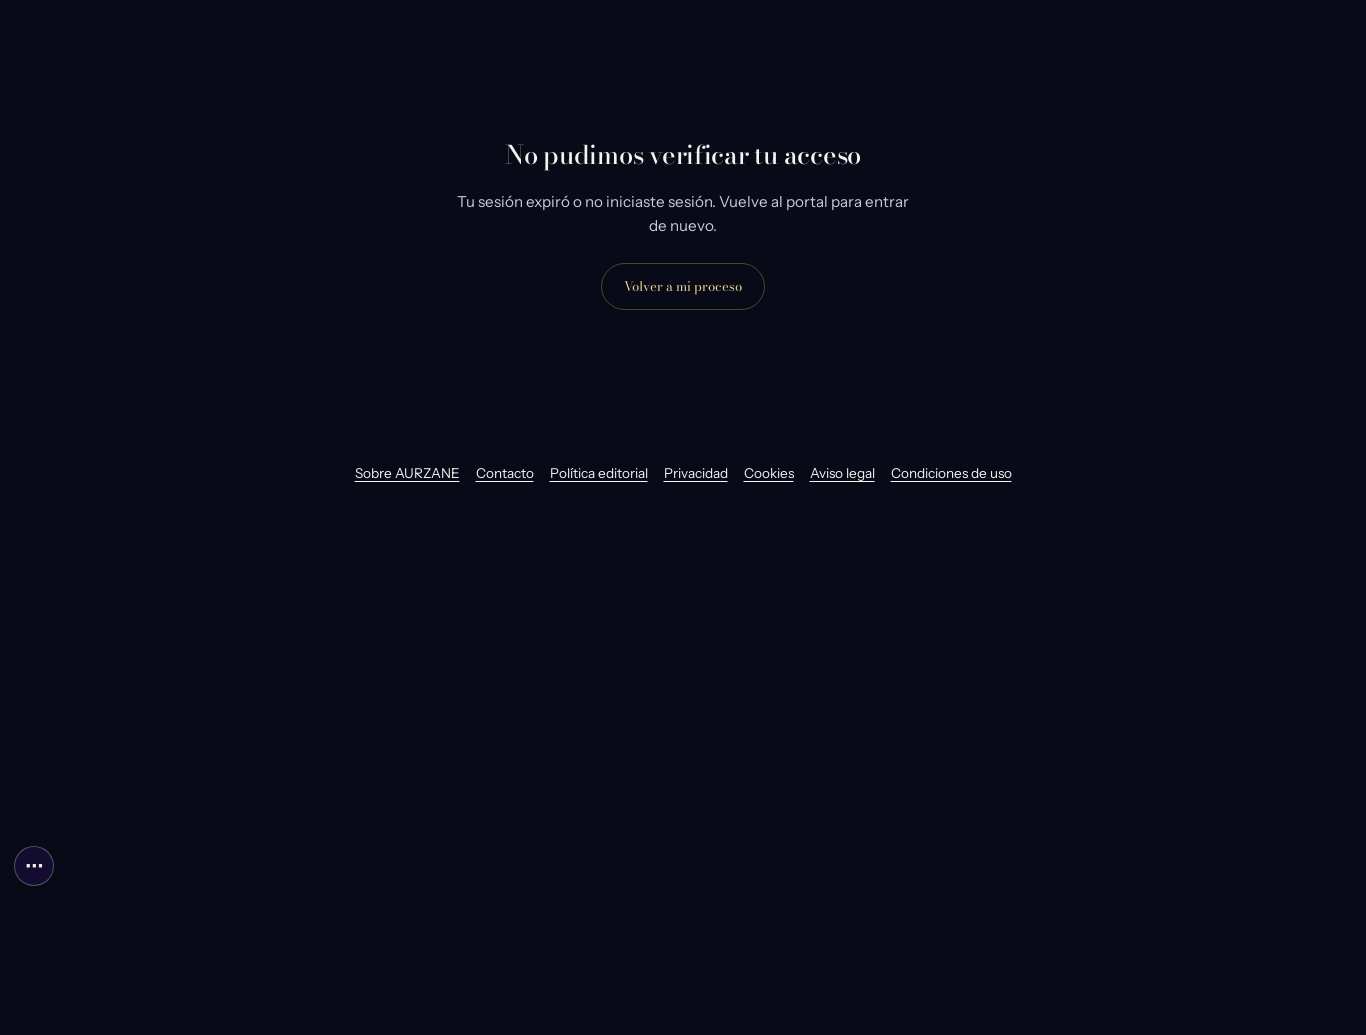 No pudimos verificar tu acceso
Tu sesión expiró o no iniciaste sesión. Vuelve al portal para entrar
de nuevo.
Volver a mi proceso
Sobre AURZANE Contacto Política editorial Privacidad Cookies Aviso legal Condiciones de uso